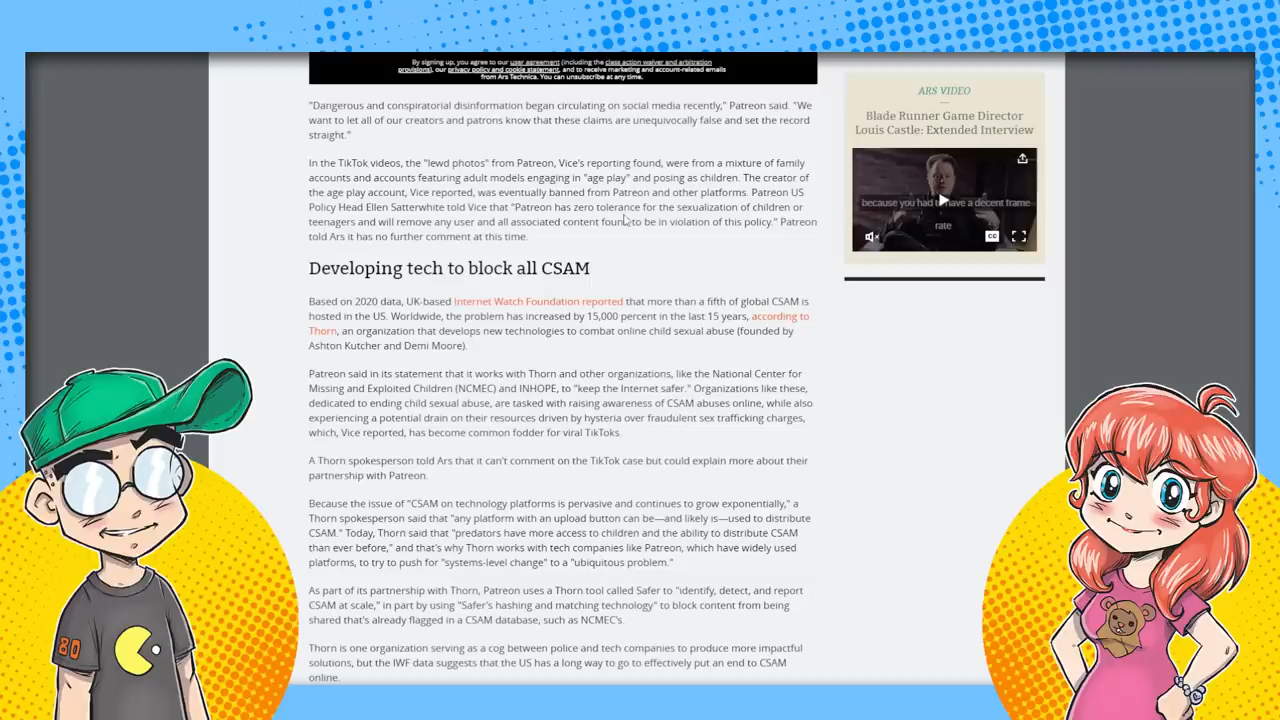 By signing up, you agree to our user agreement (including the class action waiver and arbitration
provisions), our privacy policy and cookie statement, and to receive marketing and account-related emails
from Ars Technica. You can unsubscribe at any time.
"Dangerous and conspiratorial disinformation began circulating on social media recently," Patreon said. "We
want to let all of our creators and patrons know that these claims are unequivocally false and set the record
straight."
In the TikTok videos, the "lewd photos" from Patreon, Vice's reporting found, were from a mixture of family
accounts and accounts featuring adult models engaging in "age play" and posing as children. The creator of
the age play account, Vice reported, was eventually banned from Patreon and other platforms. Patreon US
Policy Head Ellen Satterwhite told Vice that "Patreon has zero tolerance for the sexualization of children or
teenagers and will remove any user and all associated content found to be in violation of this policy." Patreon
told Ars it has no further comment at this time.
Developing tech to block all CSAM
Based on 2020 data, UK-based Internet Watch Foundation reported that more than a fifth of global CSAM is
hosted in the US. Worldwide, the problem has increased by 15,000 percent in the last 15 years, according to
Thorn, an organization that develops new technologies to combat online child sexual abuse (founded by
Ashton Kutcher and Demi Moore).
Patreon said in its statement that it works with Thorn and other organizations, like the National Center for
Missing and Exploited Children (NCMEC) and INHOPE, to "keep the Internet safer." Organizations like these,
dedicated to ending child sexual abuse, are tasked with raising awareness of CSAM abuses online, while also
experiencing a potential drain on their resources driven by hysteria over fraudulent sex trafficking charges,
which, Vice reported, has become common fodder for viral TikToks.
A Thorn spokesperson told Ars that it can't comment on the TikTok case but could explain more about their
partnership with Patreon.
Because the issue of "CSAM on technology platforms is pervasive and continues to grow exponentially," a
Thorn spokesperson said that "any platform with an upload button can be—and likely is—used to distribute
CSAM." Today, Thorn said that "predators have more access to children and the ability to distribute CSAM
than ever before," and that's why Thorn works with tech companies like Patreon, which have widely used
platforms, to try to push for "systems-level change" to a "ubiquitous problem."
As part of its partnership with Thorn, Patreon uses a Thorn tool called Safer to "identify, detect, and report
CSAM at scale," in part by using "Safer's hashing and matching technology" to block content from being
shared that's already flagged in a CSAM database, such as NCMEC's.
Thorn is one organization serving as a cog between police and tech companies to produce more impactful
solutions, but the IWF data suggests that the US has a long way to go to effectively put an end to CSAM
online.
ARS VIDEO
Blade Runner Game Director
Louis Castle: Extended Interview
because you had to have a decent frame
rate
CC
80